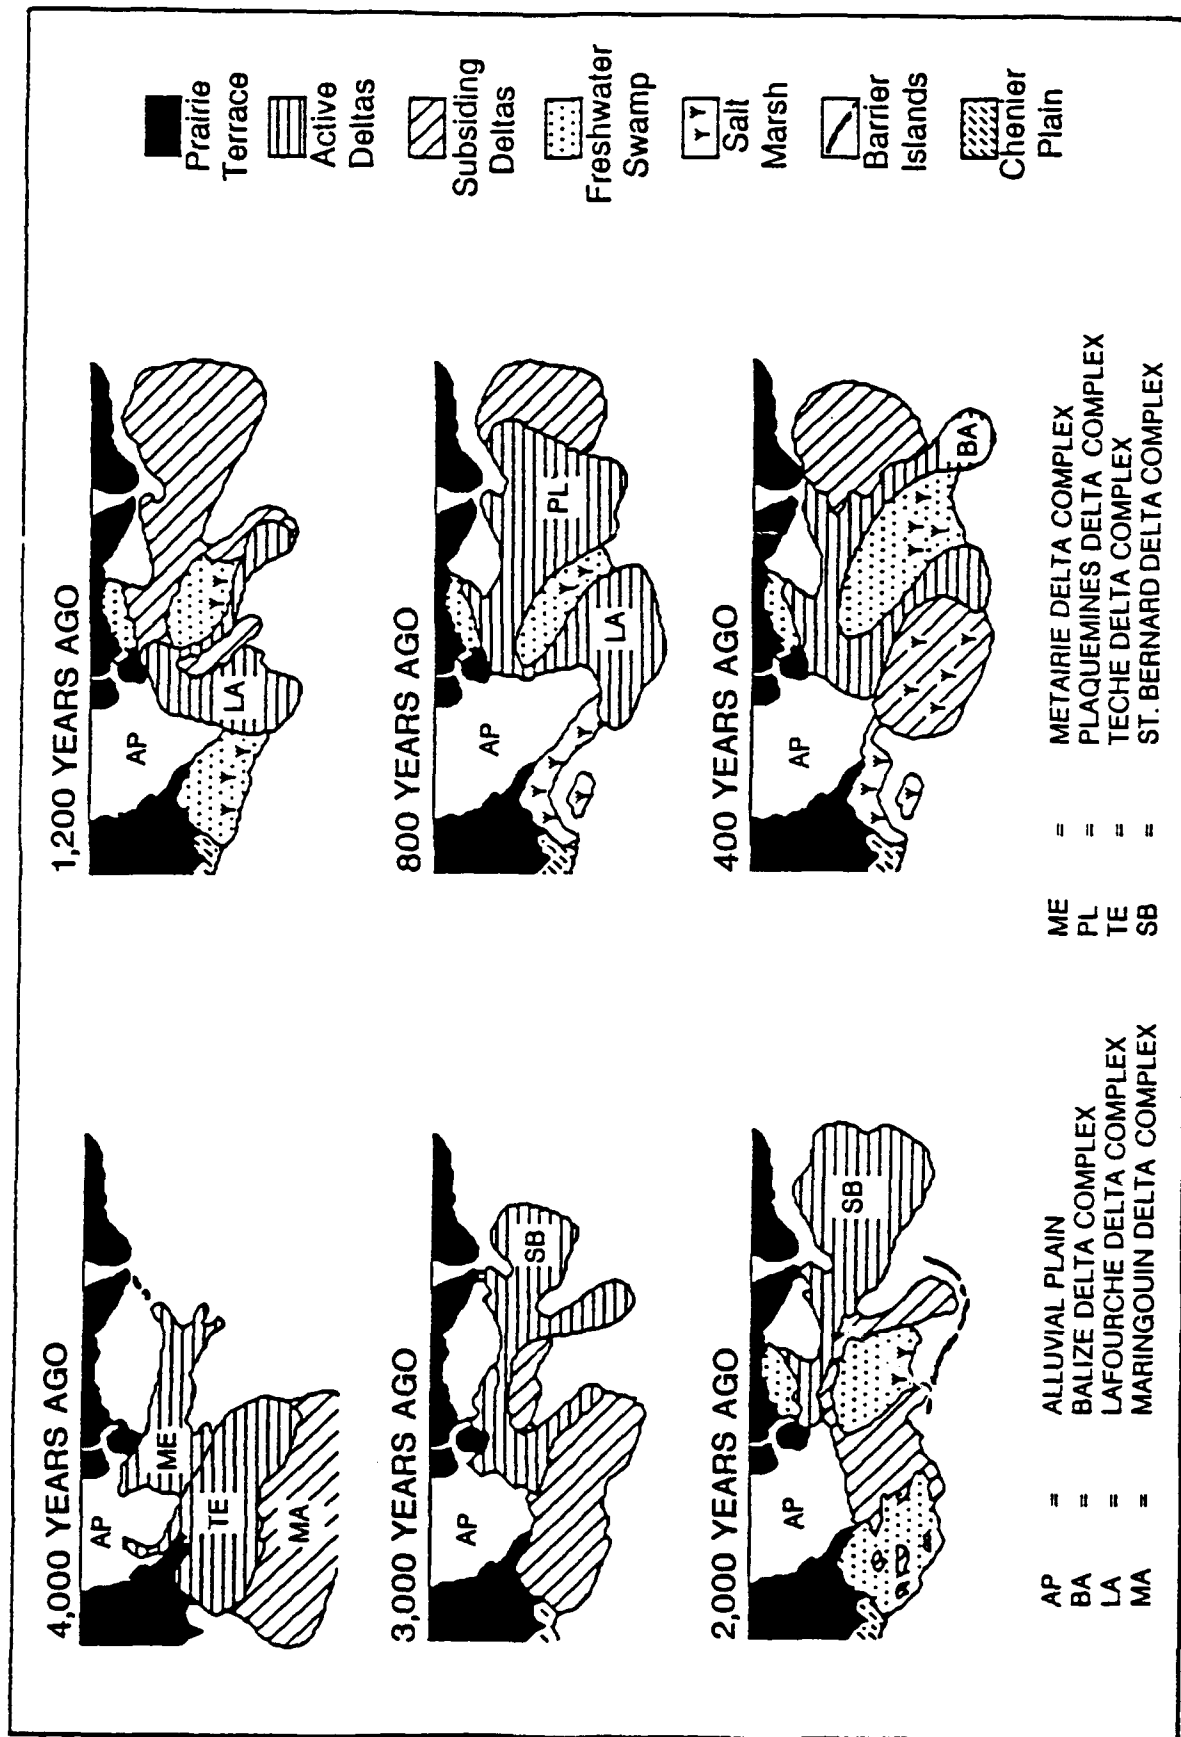 4,000 YEARS AGO
AP
ME
TE
MA
3,000 YEARS AGO
AP
SB
2,000 YEARS AGO
AP
SB
1,200 YEARS AGO
AP
LA
800 YEARS AGO
AP
PL
LA
400 YEARS AGO
AP
BA
Prairie
Terrace
Active
Deltas
Subsiding
Deltas
Freshwater
Swamp
Salt
Marsh
Barrier
Islands
Chenier
Plain
AP = ALLUVIAL PLAIN
BA = BALIZE DELTA COMPLEX
LA = LAFOURCHE DELTA COMPLEX
MA = MARINGOUIN DELTA COMPLEX
ME = METAIRIE DELTA COMPLEX
PL = PLAQUEMINES DELTA COMPLEX
TE = TECHE DELTA COMPLEX
SB = ST. BERNARD DELTA COMPLEX